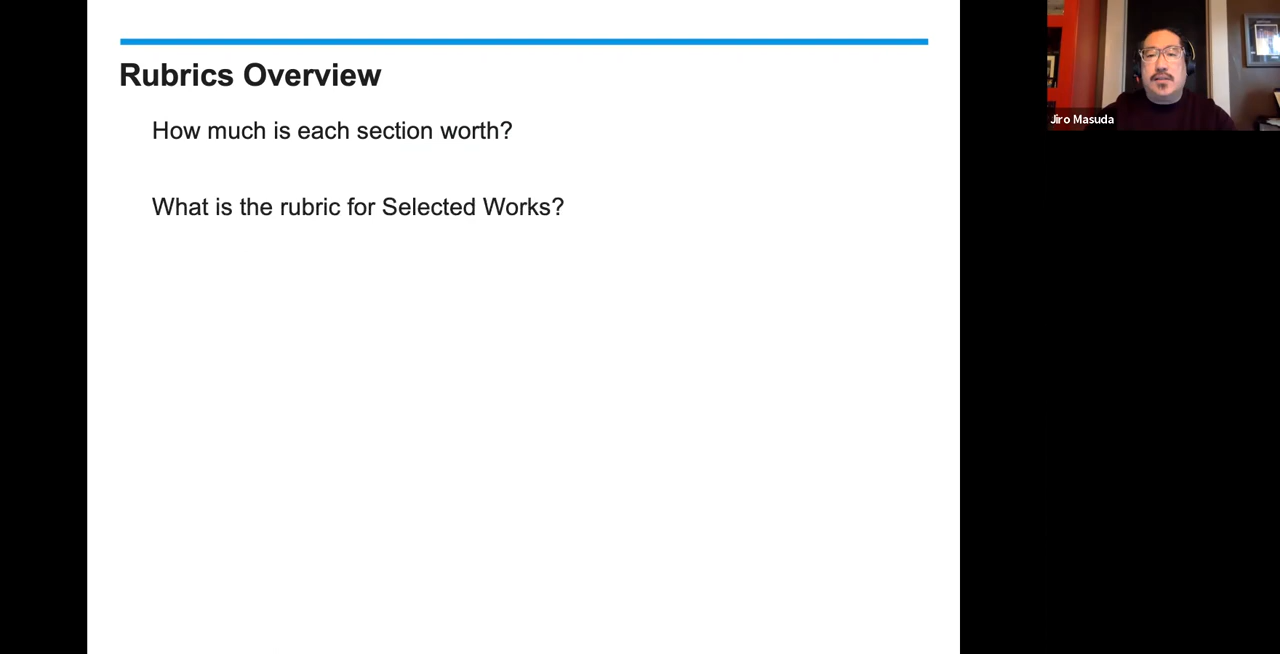 Rubrics Overview
How much is each section worth?
What is the rubric for Selected Works?
Jiro Masuda